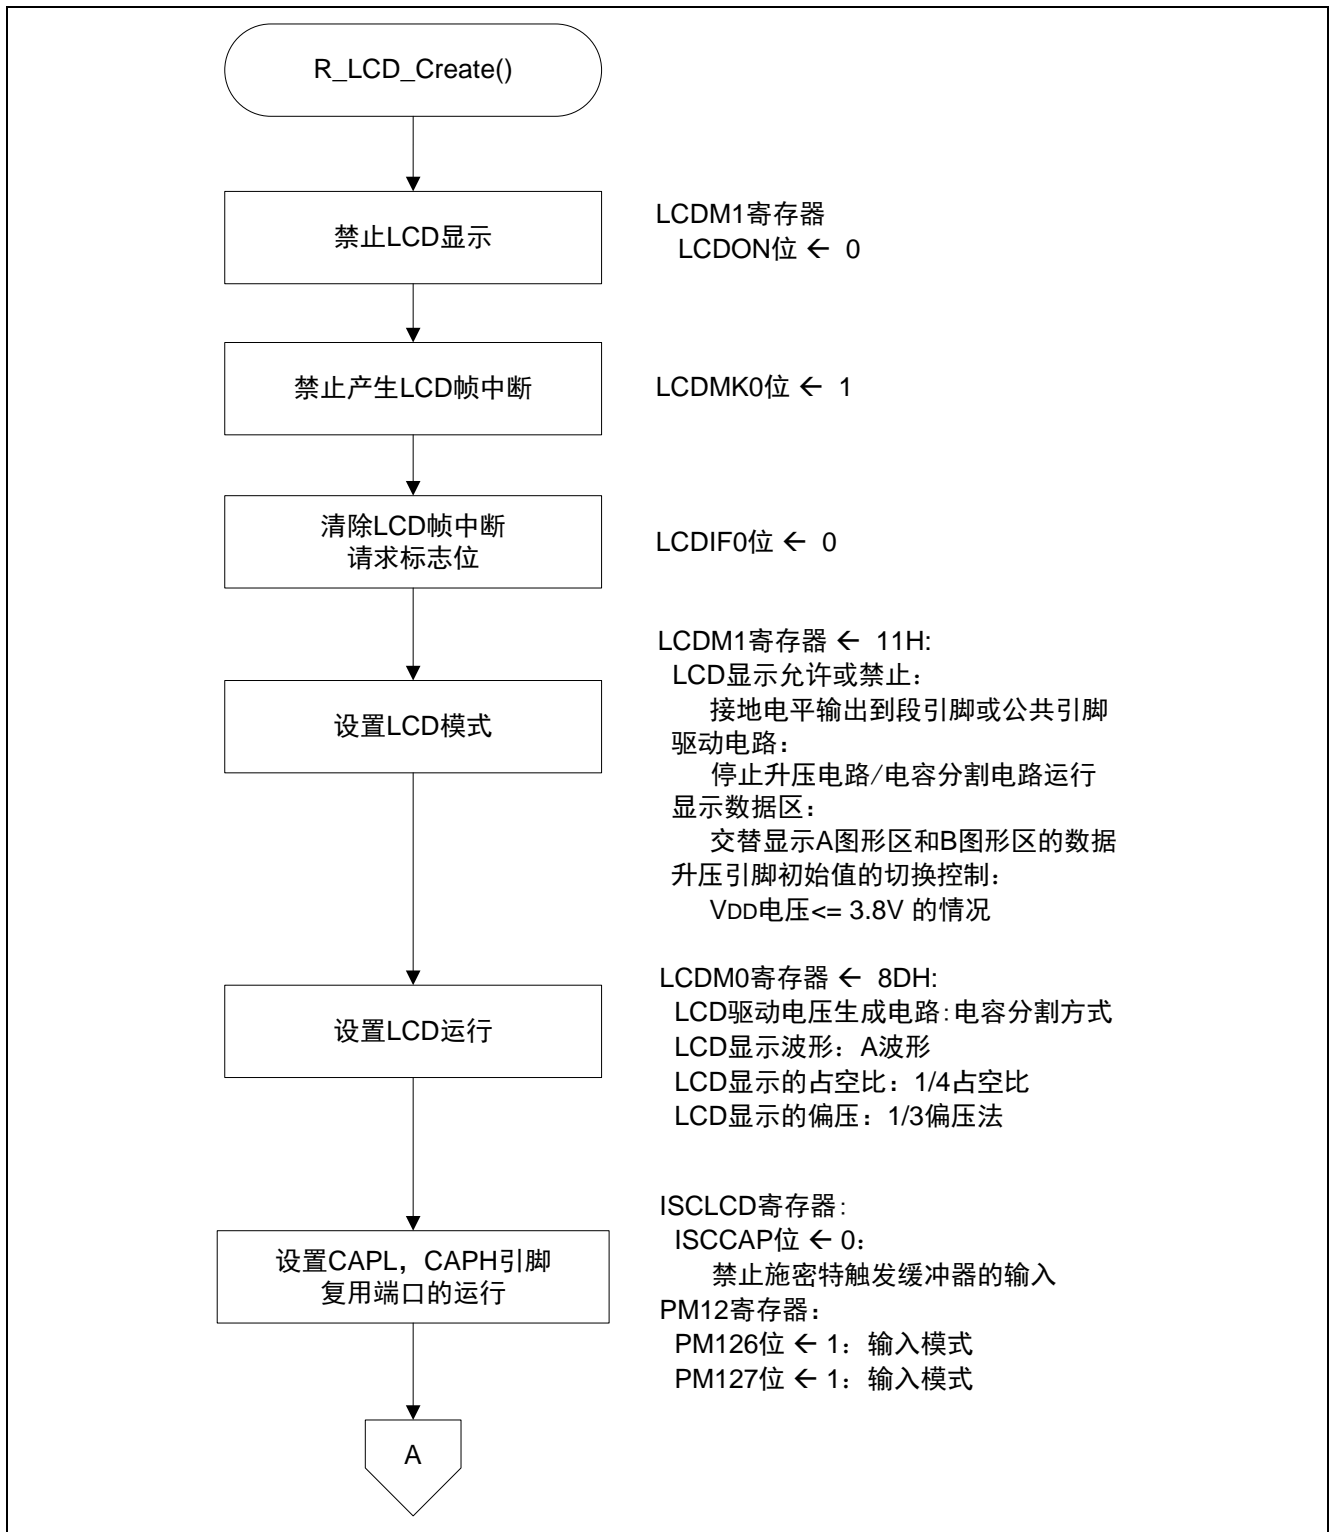 R_LCD_Create()
禁止LCD显示
LCDM1寄存器
LCDON位 ← 0
禁止产生LCD帧中断
LCDMK0位 ← 1
清除LCD帧中断
请求标志位
LCDIF0位 ← 0
设置LCD模式
LCDM1寄存器 ← 11H:
LCD显示允许或禁止：
接地电平输出到段引脚或公共引脚
驱动电路：
停止升压电路/电容分割电路运行
显示数据区：
交替显示A图形区和B图形区的数据
升压引脚初始值的切换控制：
VDD电压<= 3.8V 的情况
设置LCD运行
LCDM0寄存器 ← 8DH:
LCD驱动电压生成电路:电容分割方式
LCD显示波形：A波形
LCD显示的占空比：1/4占空比
LCD显示的偏压：1/3偏压法
设置CAPL，CAPH引脚
复用端口的运行
ISCLCD寄存器:
ISCCAP位 ← 0：
禁止施密特触发缓冲器的输入
PM12寄存器：
PM126位 ← 1：输入模式
PM127位 ← 1：输入模式
A